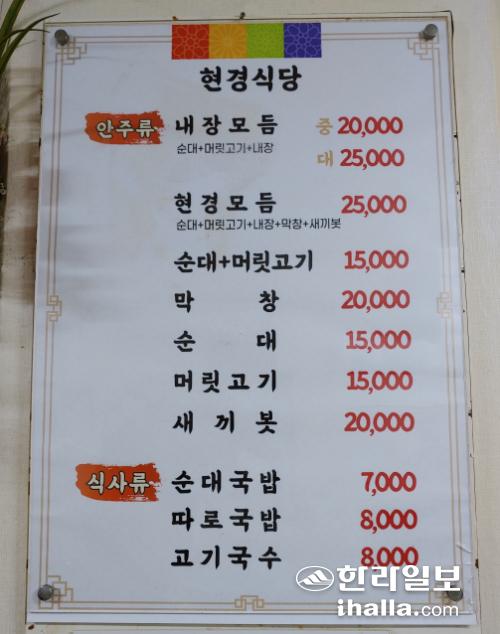 현경식당
안주류 내장모듬 중 20,000
순대+머릿고기+내장 대 25,000
현경모듬 25,000
순대+머릿고기+내장+막창+새끼봇
순대+머릿고기 15,000
막창 20,000
순대 15,000
머릿고기 15,000
새끼봇 20,000
식사류 순대국밥 7,000
따로국밥 8,000
고기국수 8,000
한라일보
ihalla.com